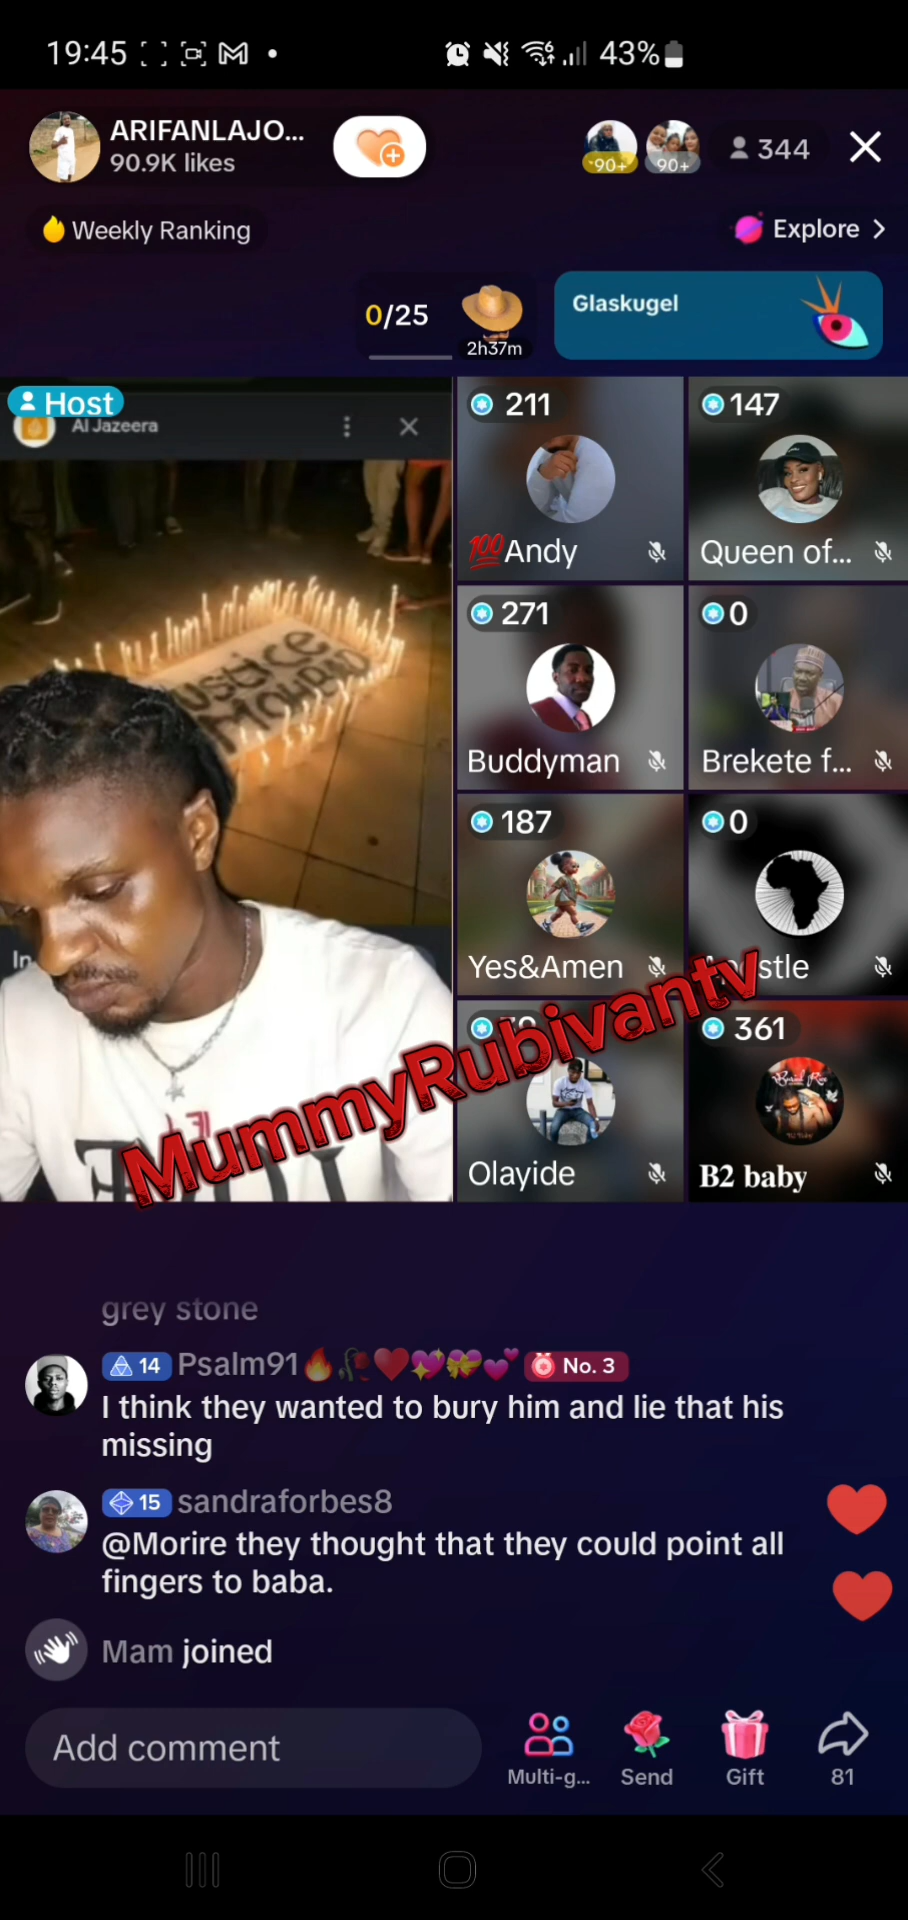 19:45
43%
ARIFANLAJO...
90.9K likes
90+
90+
344
Weekly Ranking
Explore
0/25
2h37m
Glaskugel
Host
Al Jazeera
211
147
100
Andy
Queen of...
271
0
Buddyman
Brekete f...
187
0
Yes&Amen
stle
361
Olayide
B2 baby
MummyRubivantv
grey stone
14 Psalm91 No. 3
I think they wanted to bury him and lie that his
missing
15 sandraforbes8
@Morire they thought that they could point all
fingers to baba.
Mam joined
Add comment
Multi-g...
Send
Gift
81